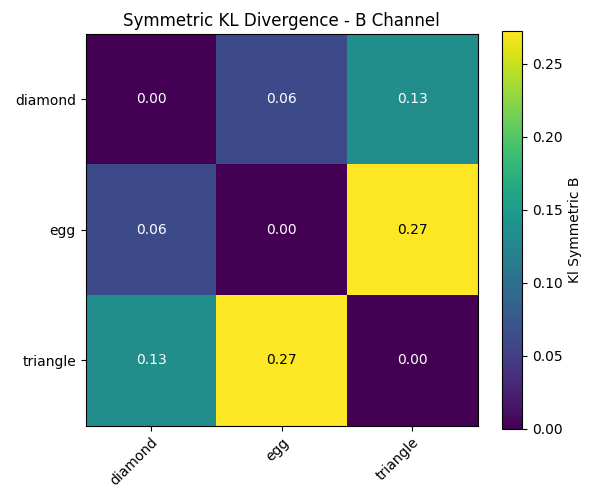 Symmetric KL Divergence - B Channel
diamond 0.00 0.06 0.13
egg 0.06 0.00 0.27
triangle 0.13 0.27 0.00
diamond egg triangle
0.25
0.20
0.15
0.10
0.05
0.00
Kl Symmetric B